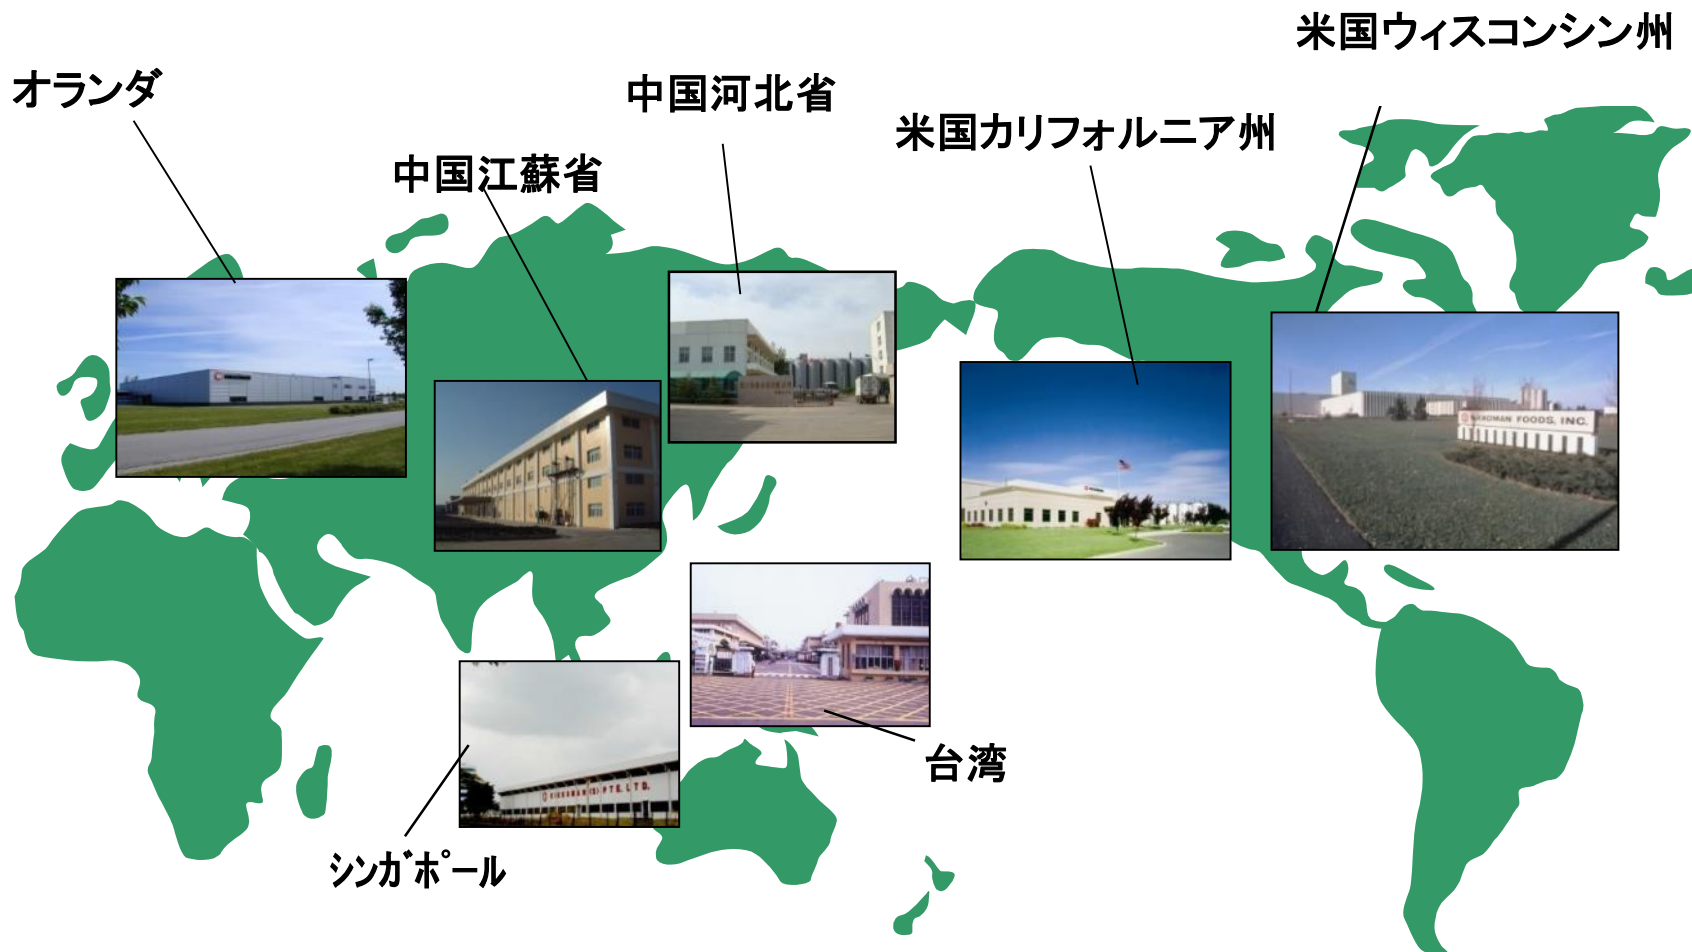 米国ウィスコンシン州
オランダ
中国河北省
米国カリフォルニア州
中国江蘇省
FOODS, INC.
台湾
PTE. LTD.
ｼﾝｶﾞﾎﾟｰﾙ